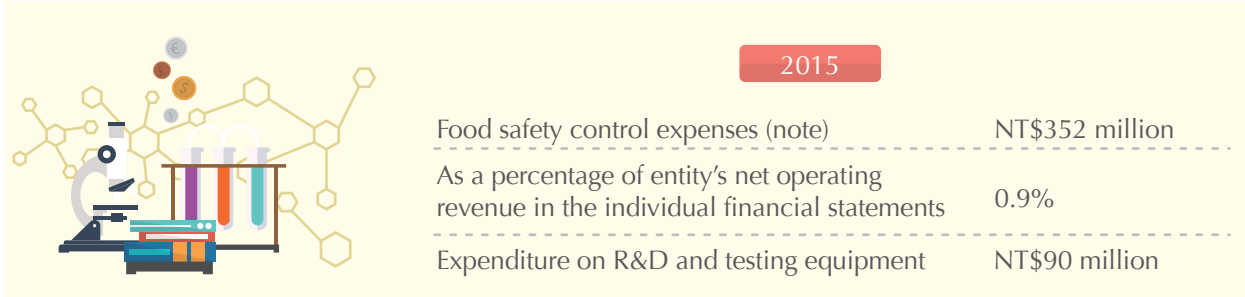 2015
Food safety control expenses (note) NT$352 million
As a percentage of entity’s net operating
revenue in the individual financial statements 0.9%
Expenditure on R&D and testing equipment NT$90 million